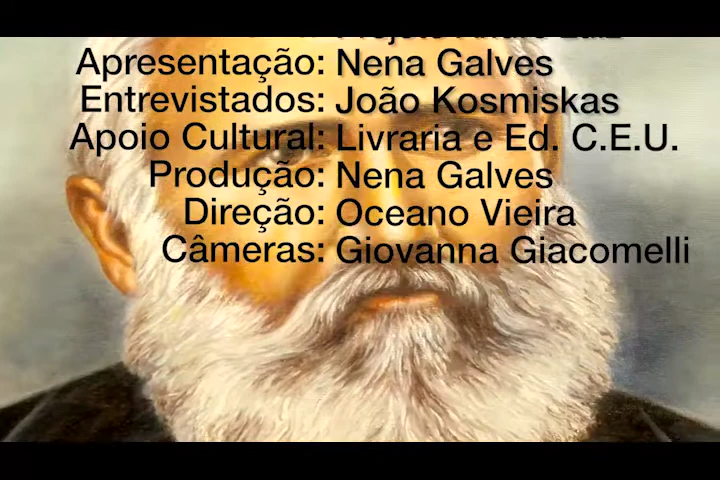 Apresentação: Nena Galves
Entrevistados: João Kosmiskas
Apoio Cultural: Livraria e Ed. C.E.U.
Produção: Nena Galves
Direção: Oceano Vieira
Câmeras: Giovanna Giacomelli